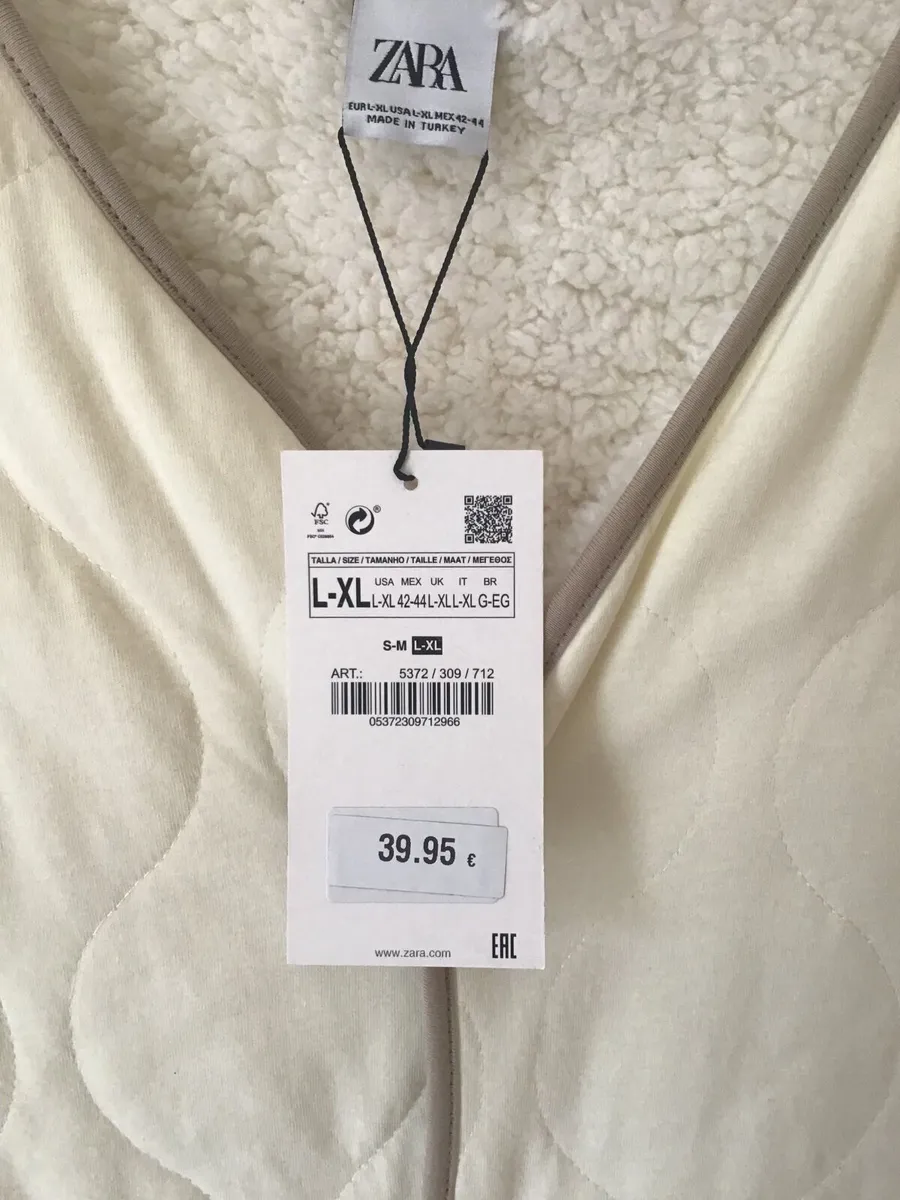 ZARA
EUR L-XL USA L-XL MEX 42-44
MADE IN TURKEY
FSC
TALLA / SIZE / TAMANHO / TAILLE / MAAT / ΜΕΓΕΘΟΣ
L-XL
USA MEX UK IT BR
L-XL 42-44 L-XL L-XL G-EG
S-M L-XL
ART.: 5372 / 309 / 712
05372309712966
39.95 €
www.zara.com
EAC